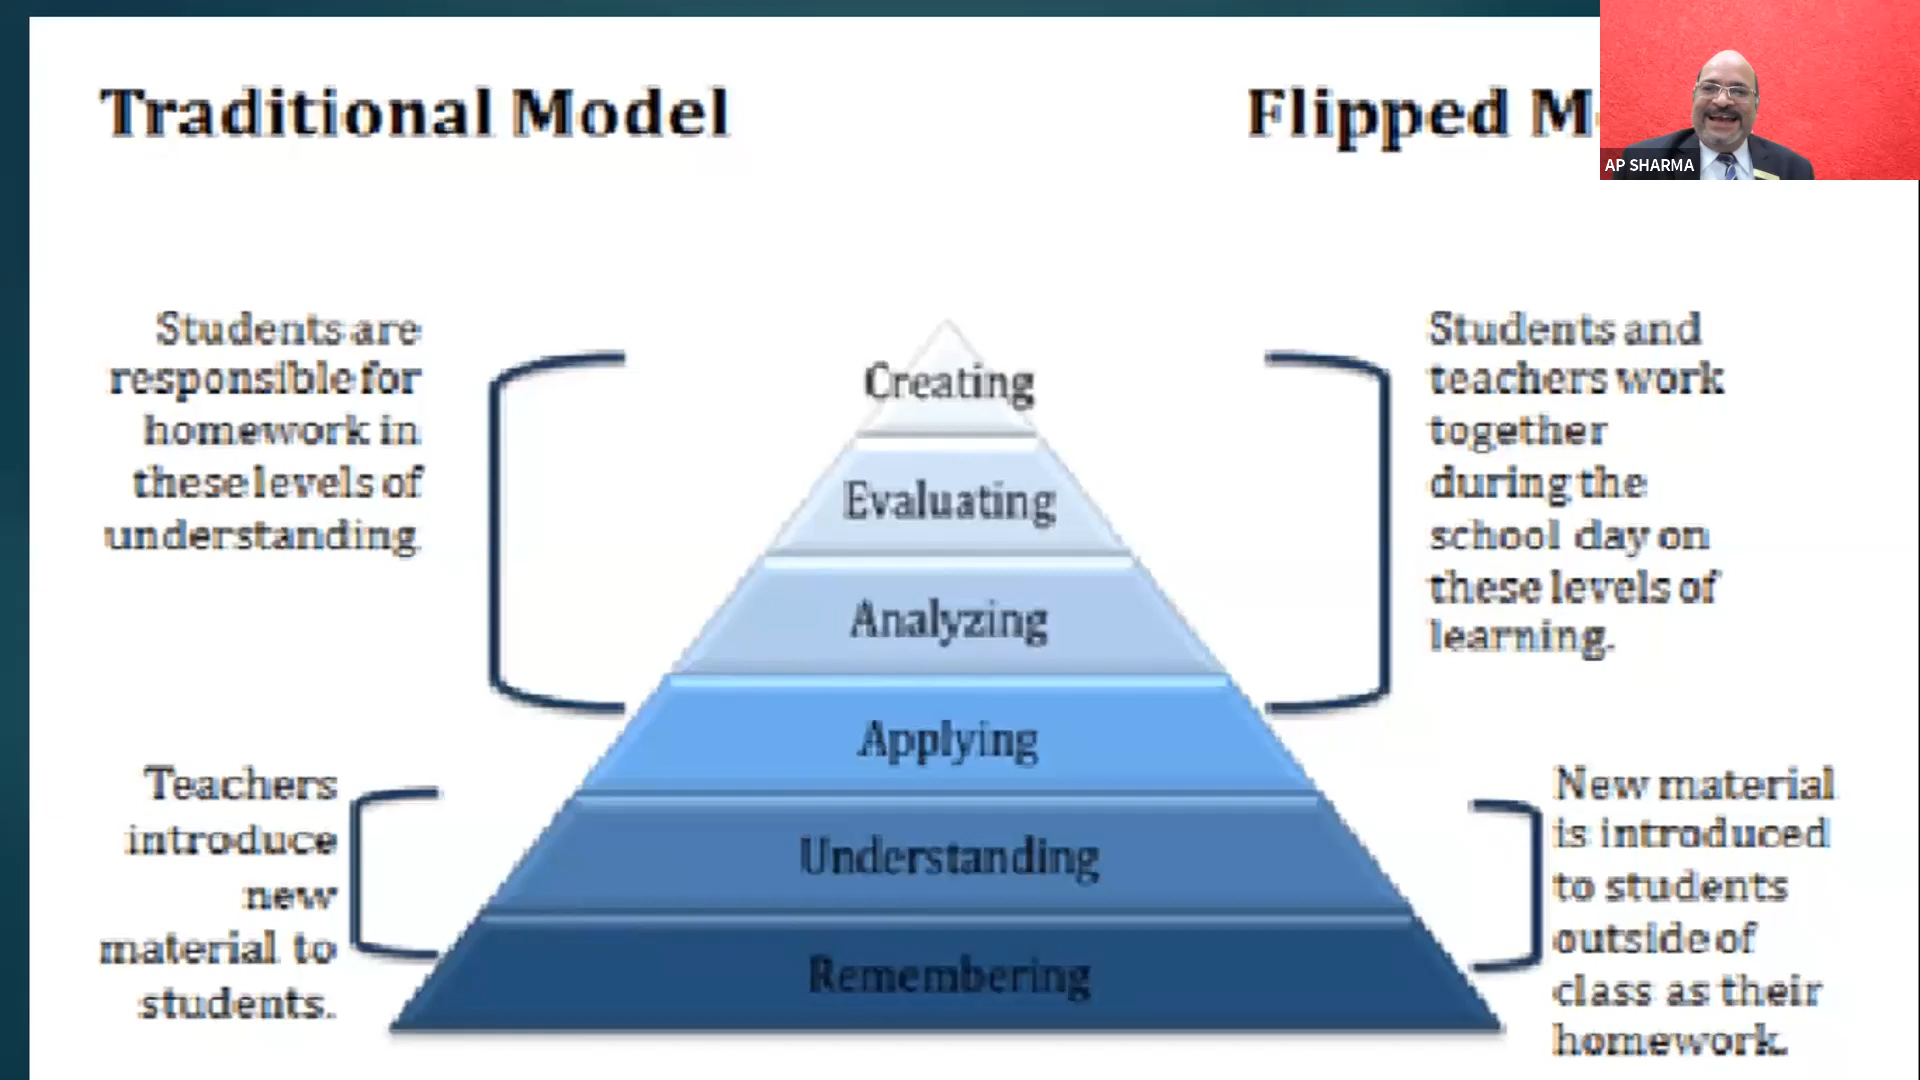 Traditional Model
Flipped M
AP SHARMA
Students are
responsible for
homework in
these levels of
understanding
Teachers
introduce
new
material to
students.
Creating
Evaluating
Analyzing
Applying
Understanding
Remembering
Students and
teachers work
together
during the
school day on
these levels of
learning.
New material
is introduced
to students
outside of
class as their
homework.